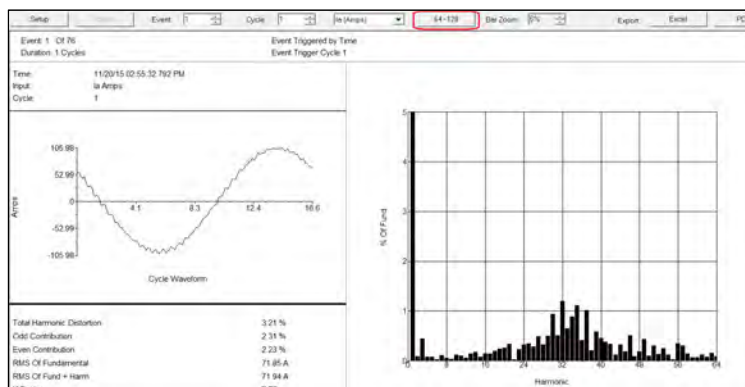 Setup Event 1 Cycle 1 Ia (Amps) 64-128 Bar Zoom 0% Export Excel
Event: 1 Of 76 Event Triggered by Time
Duration: 1 Cycles Event Trigger Cycle 1
Time: 11/20/15 02:55:32.792 PM
Input: Ia Amps
Cycle: 1
105.98
52.99
0
-52.99
-105.98
4.1 8.3 12.4 16.6
Amps
Cycle Waveform
5
4
3
2
1
0
% Of Fund
0 8 16 24 32 40 48 56 64
Harmonic
Total Harmonic Distortion 3.21 %
Odd Contribution 2.31 %
Even Contribution 2.23 %
RMS Of Fundamental 71.85 A
RMS Of Fund + Harm 71.94 A